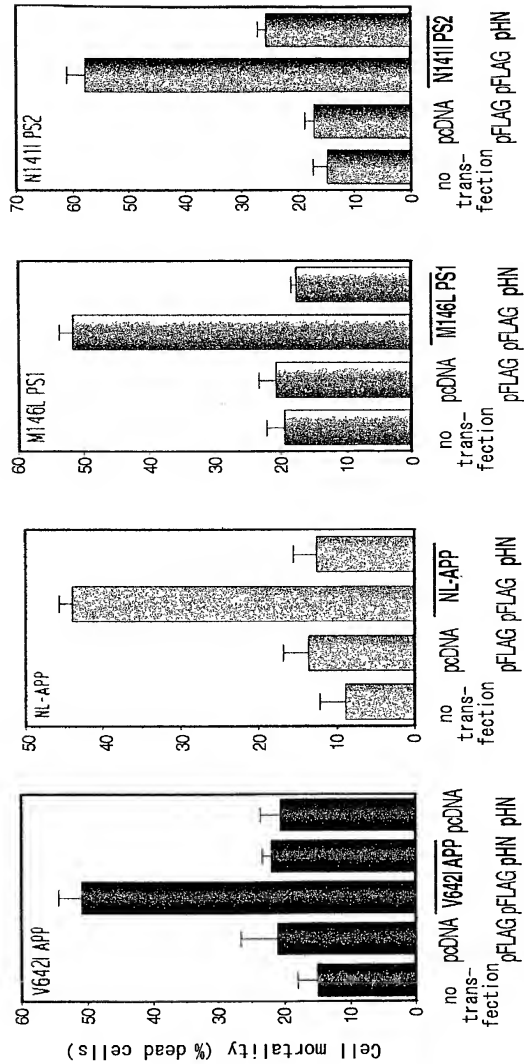 Cell mortality (% dead cells)
60
50
40
30
20
10
0
V642I APP
no trans-fection
pcDNA V642I APP pcDNA
pFLAG pFLAG pHN pHN
50
40
30
20
10
0
NL-APP
no trans-fection
pcDNA NL-APP
pFLAG pFLAG pHN
60
50
40
30
20
10
0
M146L PS1
no trans-fection
pcDNA M146L PS1
pFLAG pFLAG pHN
70
60
50
40
30
20
10
0
N141I PS2
no trans-fection
pcDNA N141I PS2
pFLAG pFLAG pHN